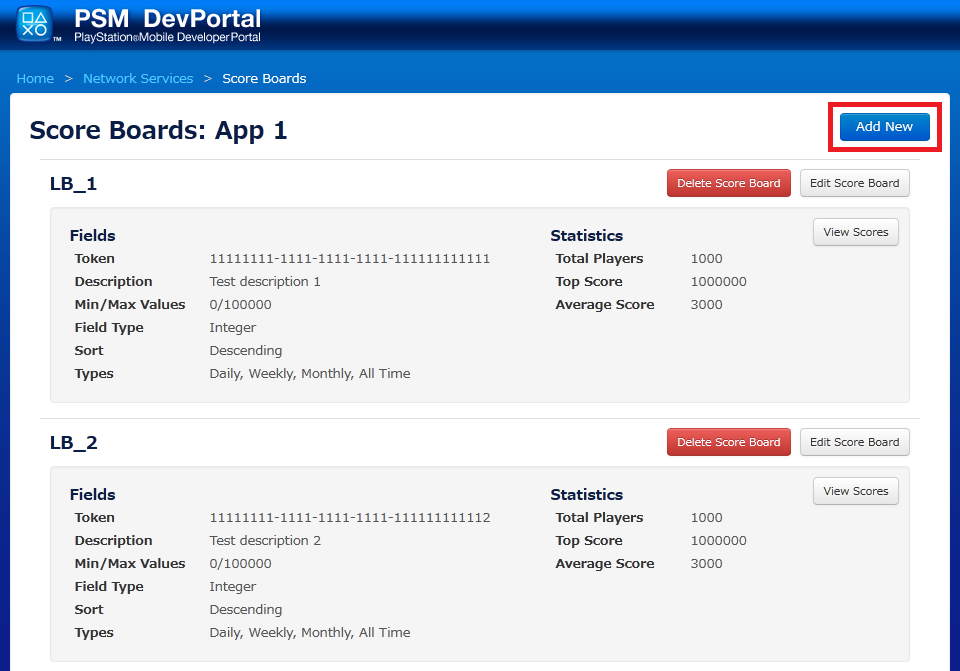 PSM DevPortal
TM PlayStation®Mobile Developer Portal
Home > Network Services > Score Boards
Score Boards: App 1
Add New
LB_1
Delete Score Board Edit Score Board
Fields Statistics View Scores
Token 11111111-1111-1111-1111-111111111111 Total Players 1000
Description Test description 1 Top Score 1000000
Min/Max Values 0/100000 Average Score 3000
Field Type Integer
Sort Descending
Types Daily, Weekly, Monthly, All Time
LB_2
Delete Score Board Edit Score Board
Fields Statistics View Scores
Token 11111111-1111-1111-1111-111111111112 Total Players 1000
Description Test description 2 Top Score 1000000
Min/Max Values 0/100000 Average Score 3000
Field Type Integer
Sort Descending
Types Daily, Weekly, Monthly, All Time